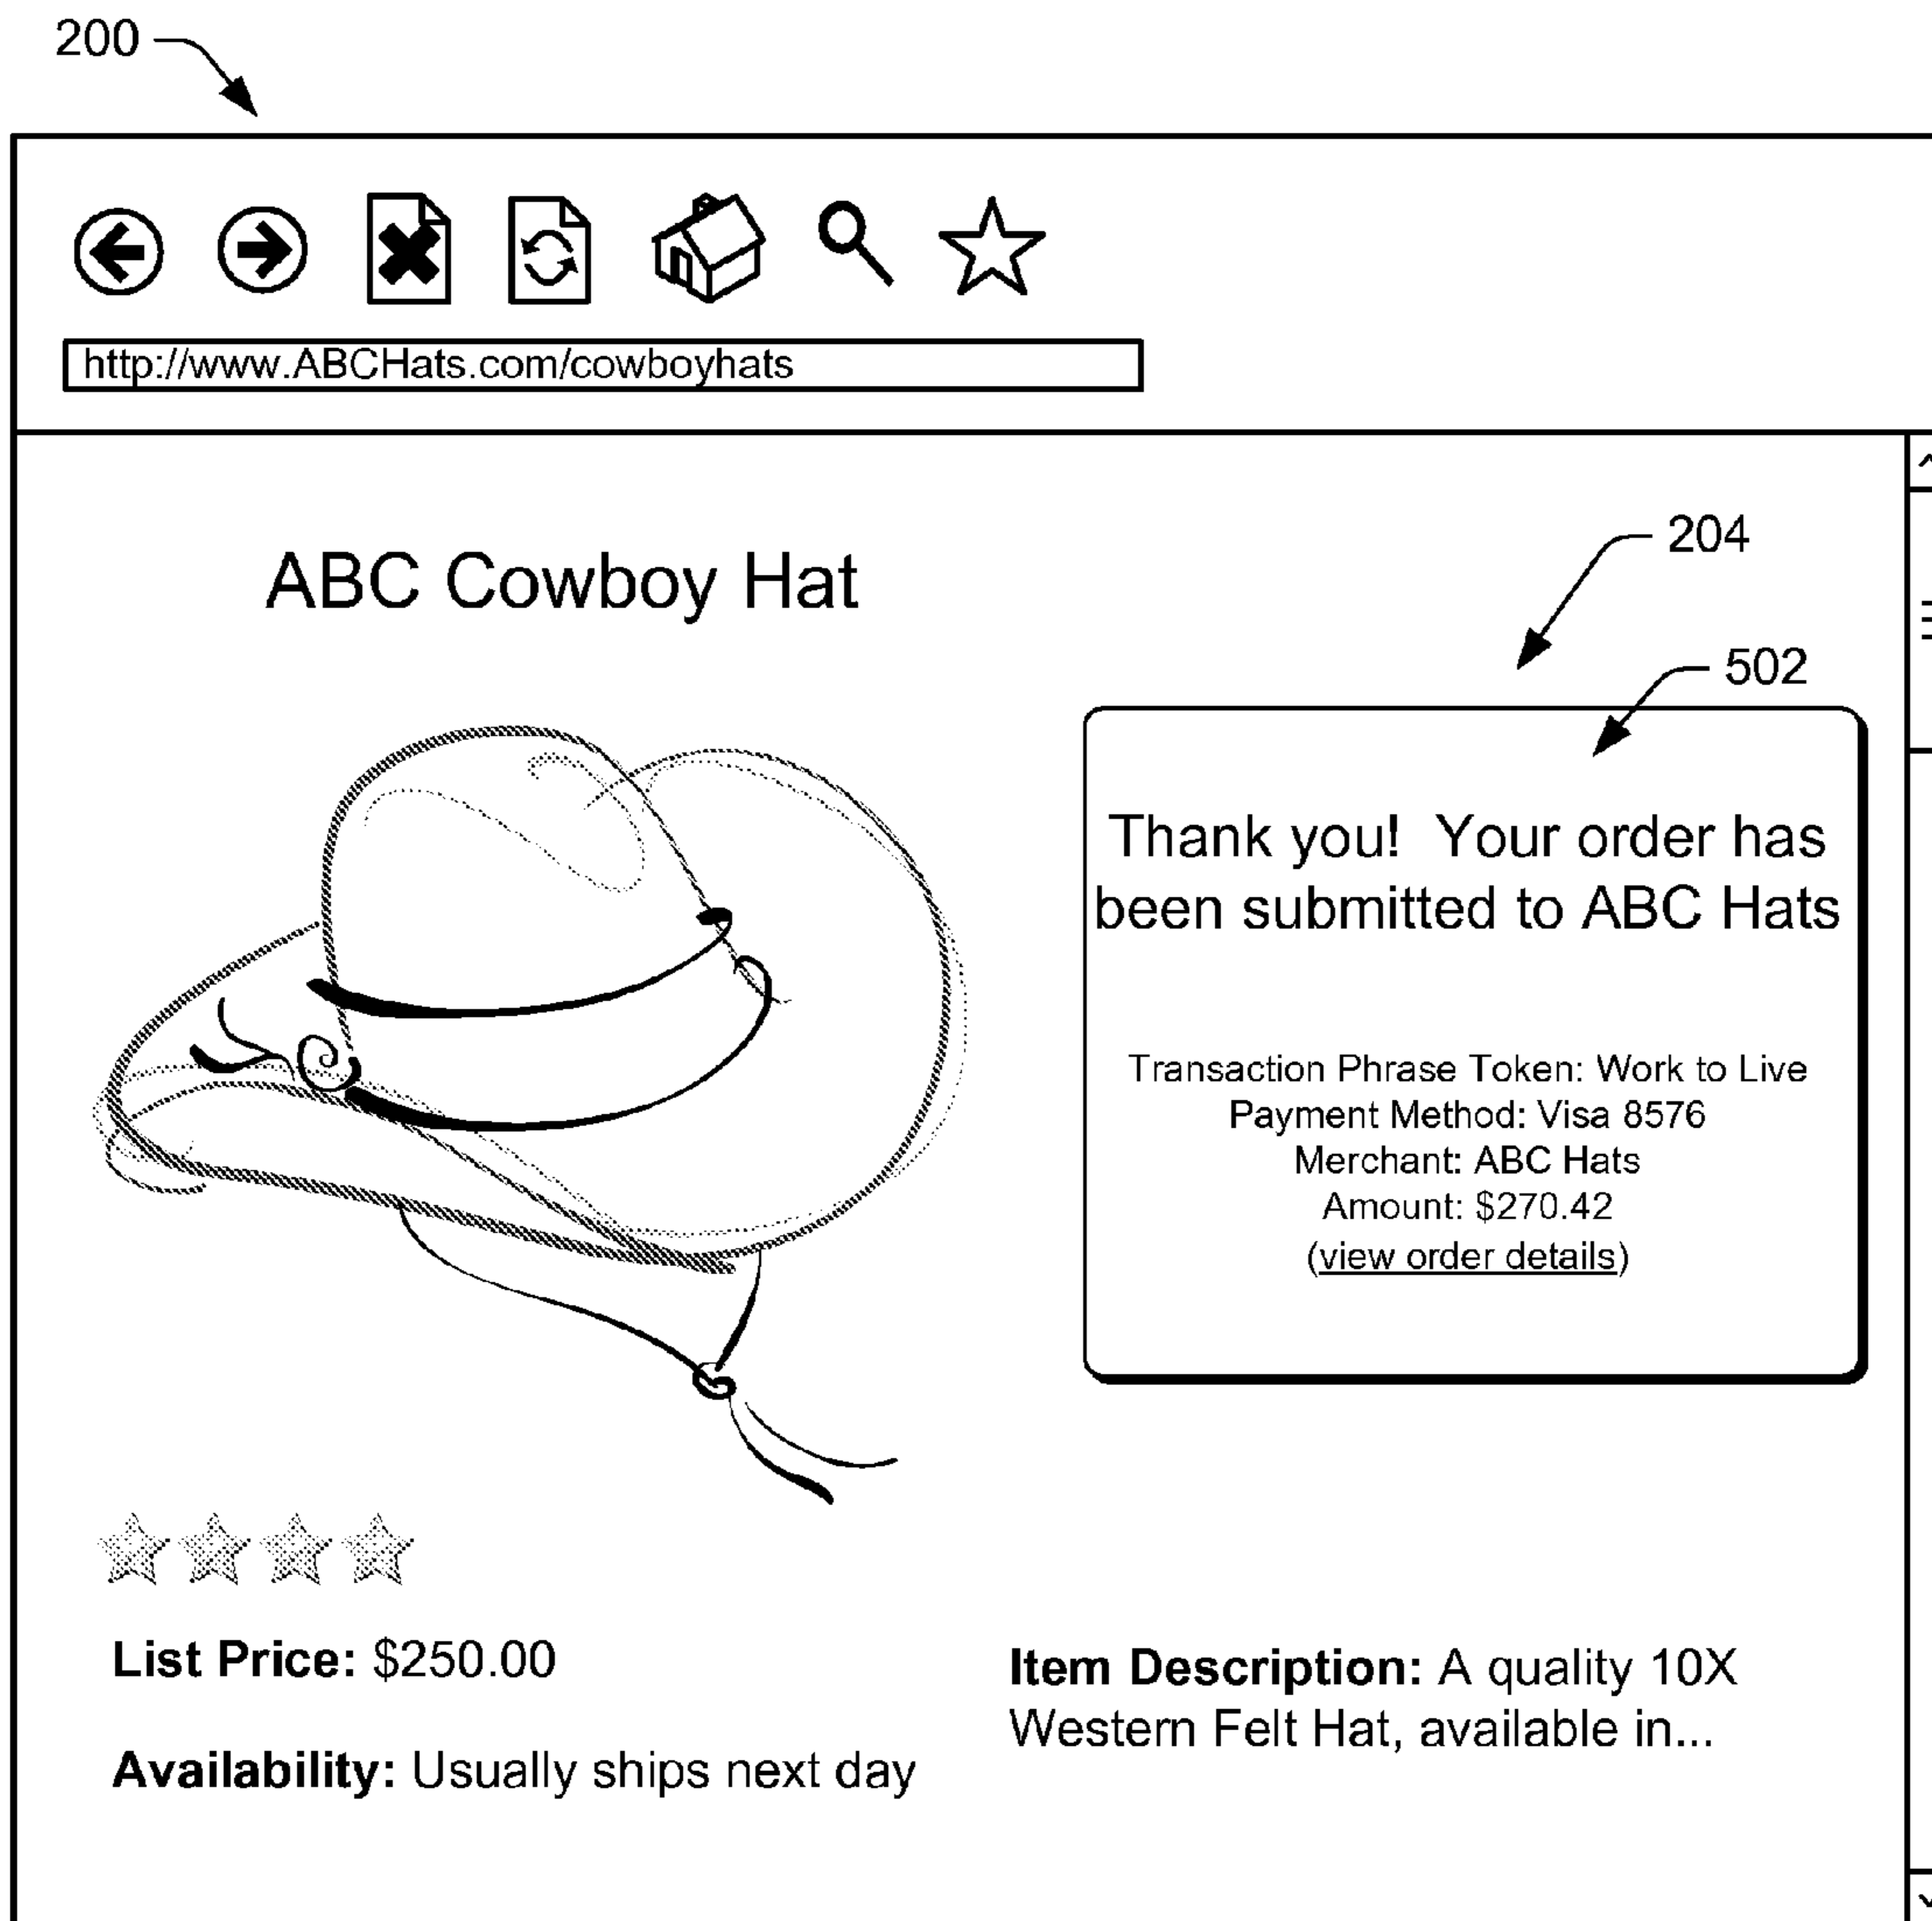 200
http://www.ABCHats.com/cowboyhats
204
ABC Cowboy Hat
502
Thank you!  Your order has
been submitted to ABC Hats
Transaction Phrase Token: Work to Live
Payment Method: Visa 8576
Merchant: ABC Hats
Amount: $270.42
(view order details)
List Price: $250.00
Availability: Usually ships next day
Item Description: A quality 10X
Western Felt Hat, available in...